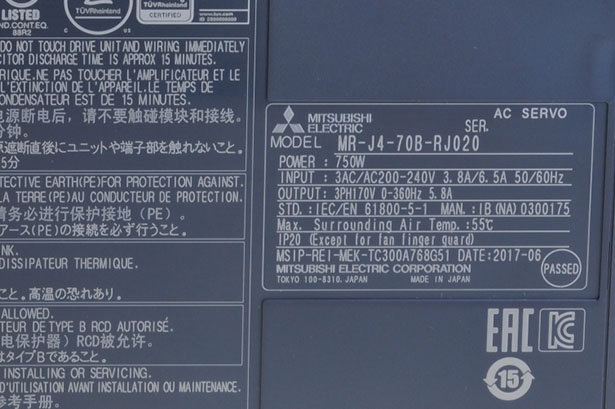 LISTED
IND.CONT.EQ.
88R2
TÜVRheinland
TÜVRheinland
CERTIFIED
DO NOT TOUCH DRIVE UNIT AND WIRING IMMEDIATELY
CITOR DISCHARGE TIME IS APPROX 15 MINUTES.
RIQUE. NE PAS TOUCHER L'AMPLIFICATEUR ET LE
L'EXTINCTION DE L'APPAREIL. LE TEMPS DE
ONDENSATEUR EST DE 15 MINUTES.
电源断电后，请不要触碰模块和接线。
分钟。
原遮断直後にユニットや端子部を触れないこと。
5分
TECTIVE EARTH(PE)FOR PROTECTION AGAINST.
LA TERRE(PE)AU CONDUCTEUR DE PROTECTION.
请务必进行保护接地（PE）。
アース(PE)の接続を必ず行い
NK.
DISSIPATEUR THERMIQUE.
こと。高温の恐れあり。
ALLOWED.
TEUR DE TYPE B RCD AUTORISÉ.
电保护器）RCD被允许。
はタイプBであること。
INSTALLING OR SERVICING.
D'UTILISATION AVANT INSTALLATION OU MAINTENANCE.
参考手册。
MITSUBISHI
ELECTRIC
AC SERVO
SER.
MODEL MR-J4-70B-RJ020
POWER : 750W
INPUT : 3AC/AC200-240V 3.8A/6.5A 50/60Hz
OUTPUT: 3PH170V 0-360Hz 5.8A
STD.:IEC/EN 61800-5-1 MAN.:IB(NA)0300175
Max. Surrounding Air Temp.:55℃
IP20 (Except for fan finger guard)
MSIP-REI-MEK-TC300A768G51 DATE:2017-06
MITSUBISHI ELECTRIC CORPORATION
TOKYO 100-8310, JAPAN MADE IN JAPAN
PASSED
EAC
15